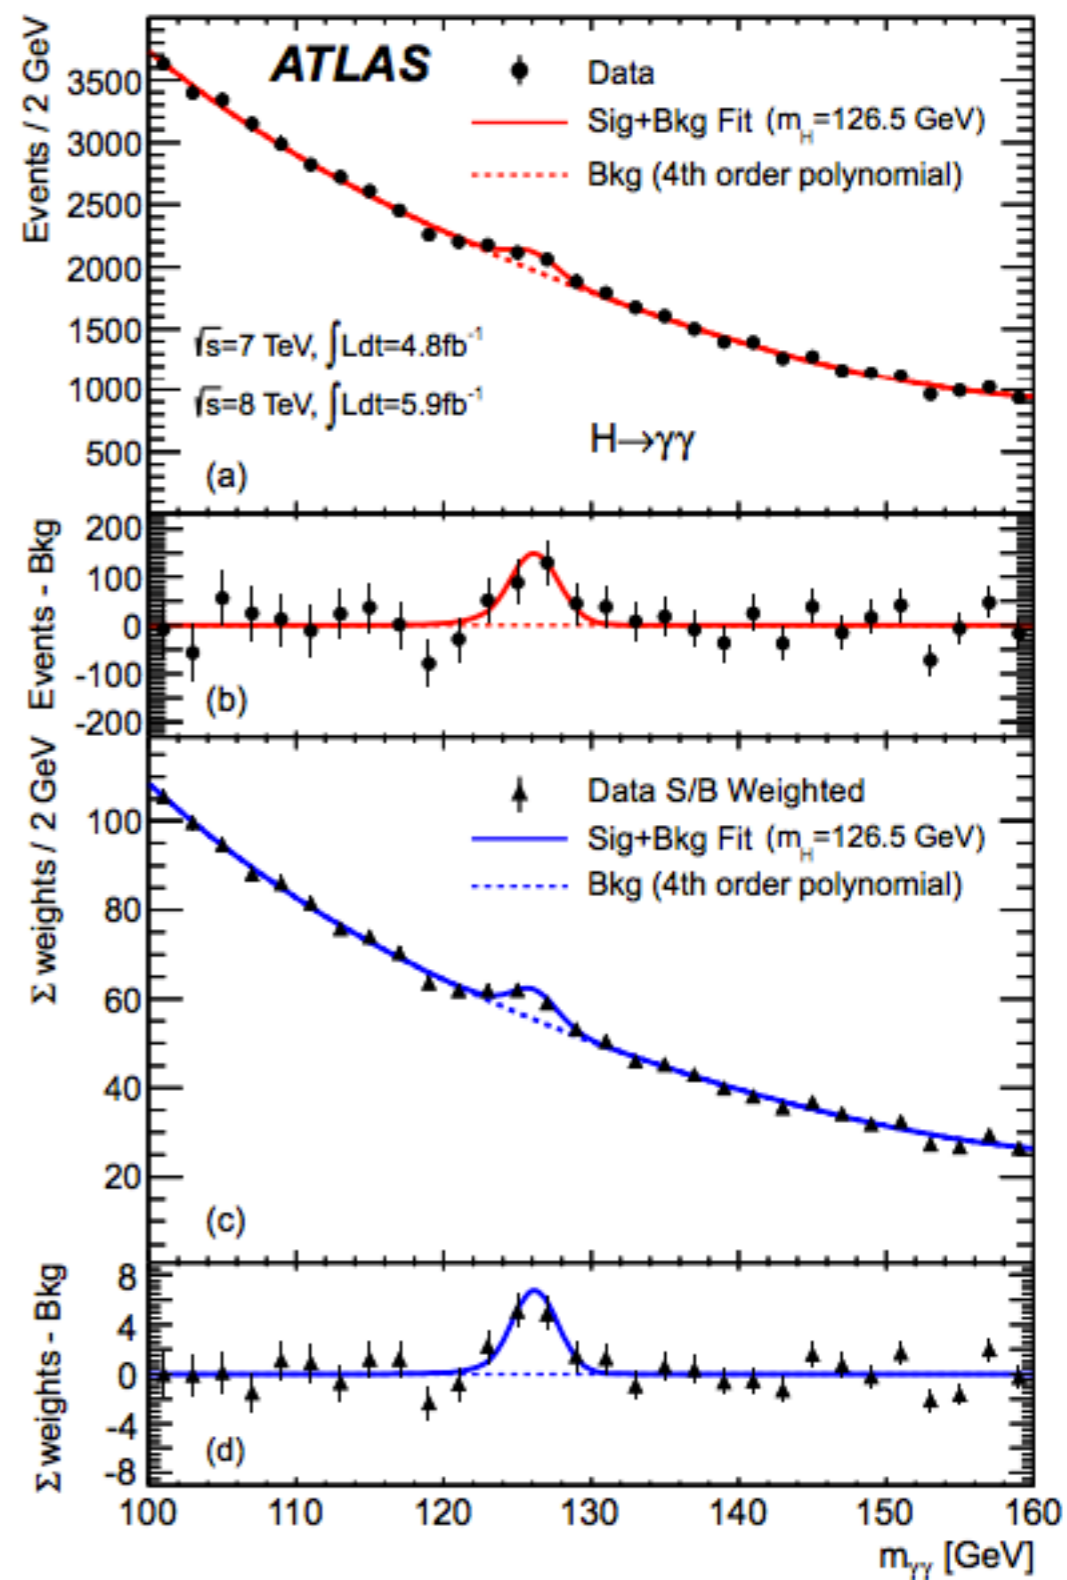 ATLAS
Data
Sig+Bkg Fit (mH=126.5 GeV)
Bkg (4th order polynomial)
Events / 2 GeV
3500
3000
2500
2000
1500
1000
500
√s=7 TeV, ∫Ldt=4.8fb-1
√s=8 TeV, ∫Ldt=5.9fb-1
H→γγ
(a)
Events - Bkg
200
100
0
-100
-200
(b)
Data S/B Weighted
Sig+Bkg Fit (mH=126.5 GeV)
Bkg (4th order polynomial)
Σ weights / 2 GeV
100
80
60
40
20
(c)
Σ weights - Bkg
8
4
0
-4
-8
(d)
100 110 120 130 140 150 160
mγγ [GeV]